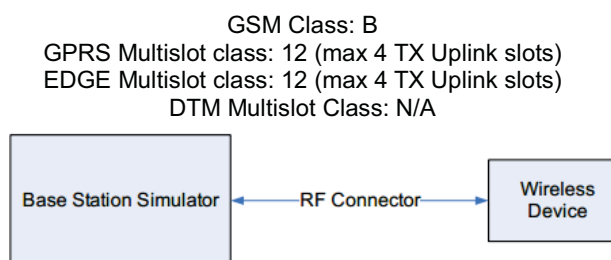 GSM Class: B
GPRS Multislot class: 12 (max 4 TX Uplink slots)
EDGE Multislot class: 12 (max 4 TX Uplink slots)
DTM Multislot Class: N/A
Base Station Simulator
RF Connector
Wireless
Device